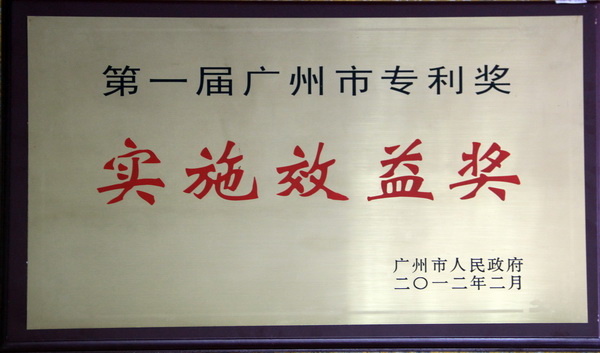 第一届广州市专利奖
实施效益奖
广州市人民政府
二〇一二年二月